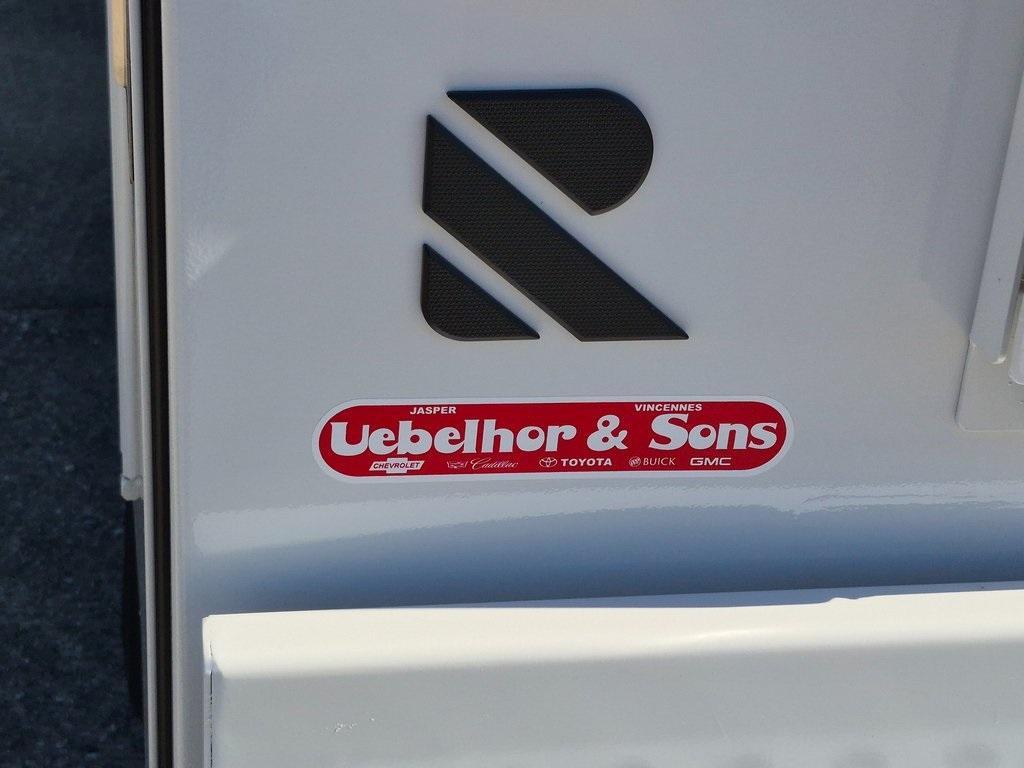 R
JASPER VINCENNES
Uebelhor & Sons
CHEVROLET Cadillac TOYOTA BUICK GMC